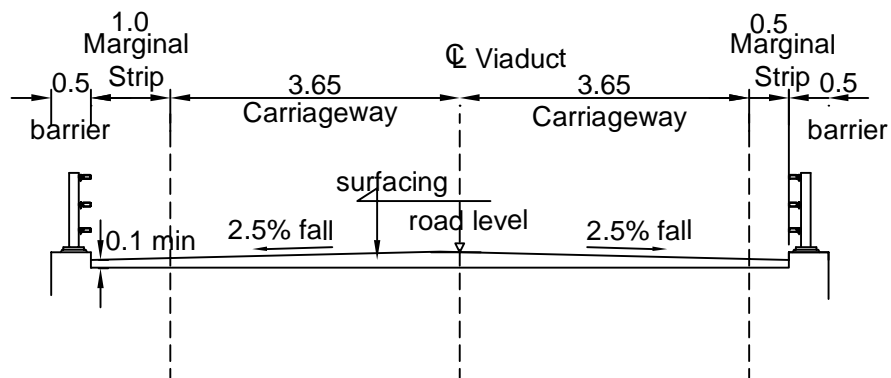 1.0
Marginal
Strip
0.5
barrier
3.65
Carriageway
℄ Viaduct
3.65
Carriageway
0.5
Marginal
Strip
0.5
barrier
surfacing
road level
0.1 min
2.5% fall
2.5% fall